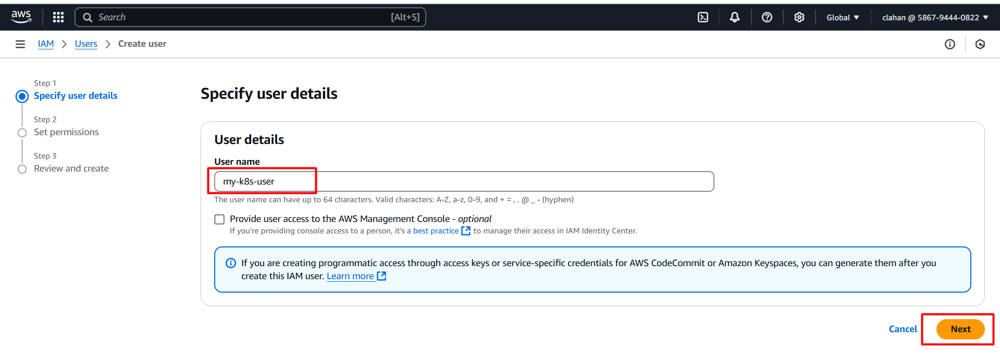 aws
Search
[Alt+S]
Global
clahan @ 5867-9444-0822
IAM
Users
Create user
Step 1
Specify user details
Step 2
Set permissions
Step 3
Review and create
Specify user details
User details
User name
my-k8s-user
The user name can have up to 64 characters. Valid characters: A-Z, a-z, 0-9, and + = , . @ _ - (hyphen)
Provide user access to the AWS Management Console - optional
If you're providing console access to a person, it's a best practice to manage their access in IAM Identity Center.
If you are creating programmatic access through access keys or service-specific credentials for AWS CodeCommit or Amazon Keyspaces, you can generate them after you
create this IAM user. Learn more
Cancel
Next